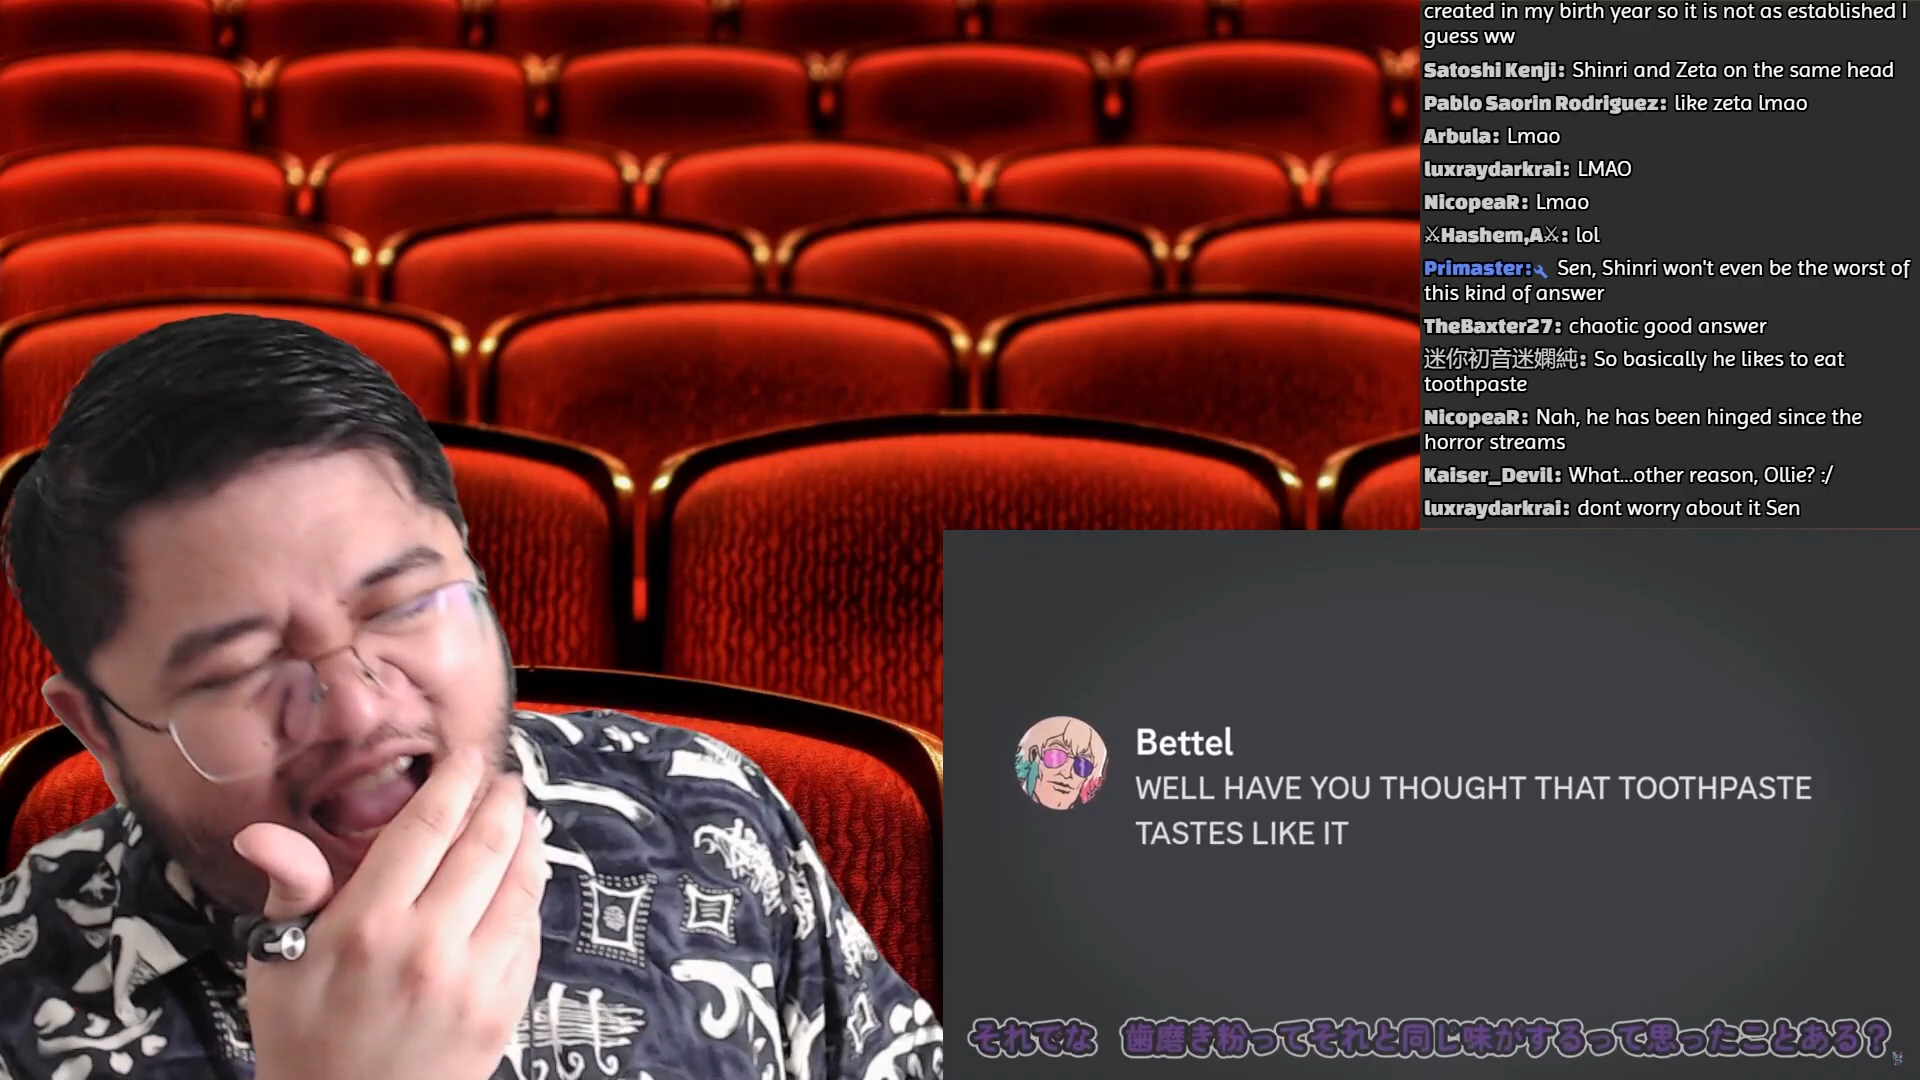 created in my birth year so it is not as established I
guess ww
Satoshi Kenji: Shinri and Zeta on the same head
Pablo Saorin Rodriguez: like zeta lmao
Arbula: Lmao
luxraydarkrai: LMAO
NicopeaR: Lmao
⚔Hashem,A⚔: lol
Primaster: Sen, Shinri won't even be the worst of
this kind of answer
TheBaxter27: chaotic good answer
迷你初音迷嫻純: So basically he likes to eat
toothpaste
NicopeaR: Nah, he has been hinged since the
horror streams
Kaiser_Devil: What...other reason, Ollie? :/
luxraydarkrai: dont worry about it Sen
Bettel
WELL HAVE YOU THOUGHT THAT TOOTHPASTE
TASTES LIKE IT
それでな 歯磨き粉ってそれと同じ味がするって思ったことある？